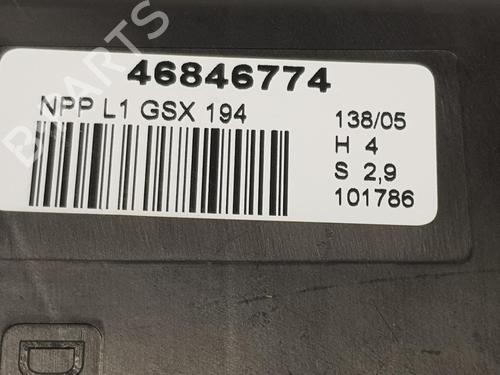 46846774
NPP L1 GSX 194
138/05
H 4
S 2,9
101786
B-PARTS